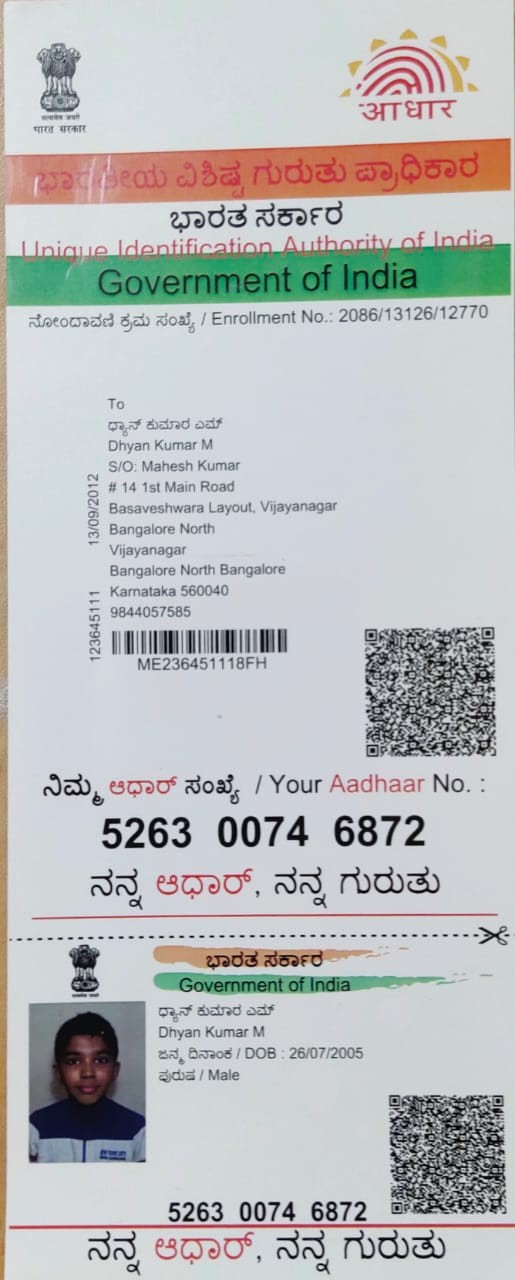 सत्यमेव जयते
भारत सरकार
आधार
ಭಾರತೀಯ ವಿಶಿಷ್ಟ ಗುರುತು ಪ್ರಾಧಿಕಾರ
ಭಾರತ ಸರ್ಕಾರ
Unique Identification Authority of India
Government of India
ನೋಂದಾವಣಿ ಕ್ರಮ ಸಂಖ್ಯೆ / Enrollment No.: 2086/13126/12770
To
ಧ್ಯಾನ್ ಕುಮಾರ ಎಮ್
Dhyan Kumar M
S/O: Mahesh Kumar
# 14 1st Main Road
Basaveshwara Layout, Vijayanagar
Bangalore North
Vijayanagar
Bangalore North Bangalore
Karnataka 560040
9844057585
13/09/2012
123645111
ME236451118FH
ನಿಮ್ಮ ಆಧಾರ್ ಸಂಖ್ಯೆ / Your Aadhaar No. :
5263 0074 6872
ನನ್ನ ಆಧಾರ್, ನನ್ನ ಗುರುತು
ಭಾರತ ಸರ್ಕಾರ
Government of India
ಧ್ಯಾನ್ ಕುಮಾರ ಎಮ್
Dhyan Kumar M
ಜನ್ಮ ದಿನಾಂಕ / DOB : 26/07/2005
ಪುರುಷ / Male
5263 0074 6872
ನನ್ನ ಆಧಾರ್, ನನ್ನ ಗುರುತು